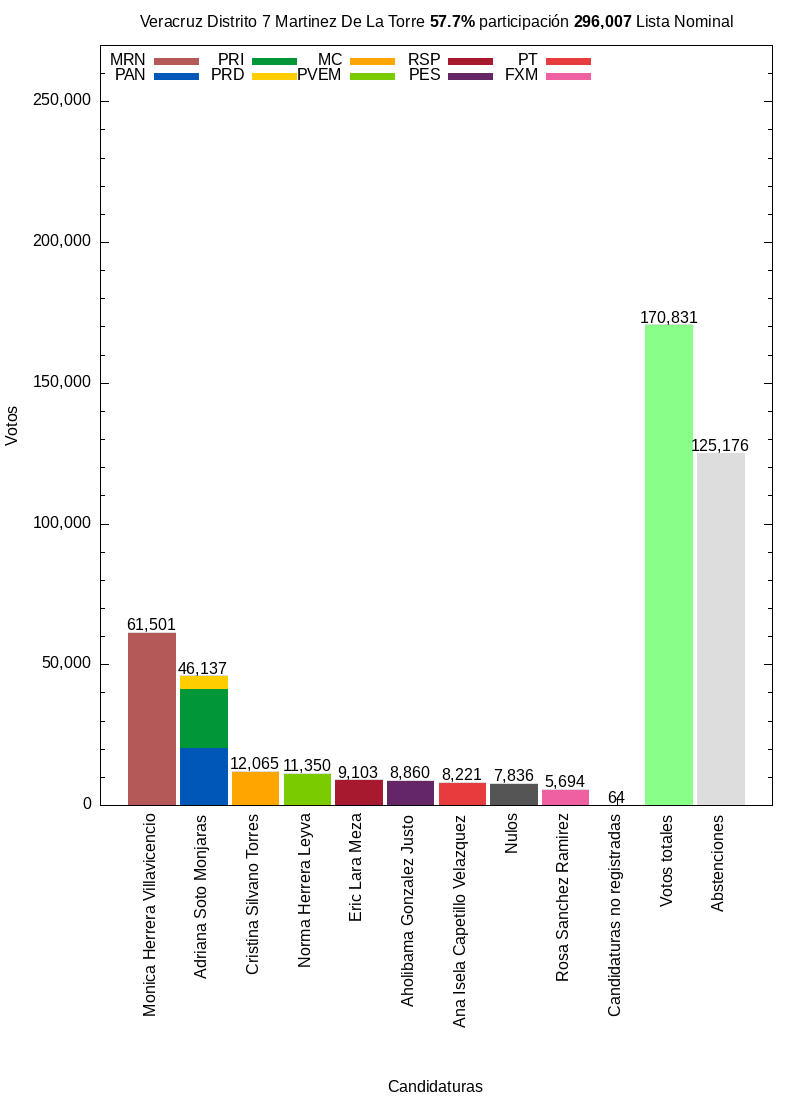 Veracruz Distrito 7 Martinez De La Torre 57.7% participación 296,007 Lista Nominal
MRN PRI MC RSP PT
PAN PRD PVEM PES FXM
250,000
200,000
150,000
100,000
50,000
0
Votos
61,501
46,137
12,065
11,350
9,103
8,860
8,221
7,836
5,694
64
170,831
125,176
Monica Herrera Villavicencio
Adriana Soto Monjaras
Cristina Silvano Torres
Norma Herrera Leyva
Eric Lara Meza
Aholibama Gonzalez Justo
Ana Isela Capetillo Velazquez
Nulos
Rosa Sanchez Ramirez
Candidaturas no registradas
Votos totales
Abstenciones
Candidaturas